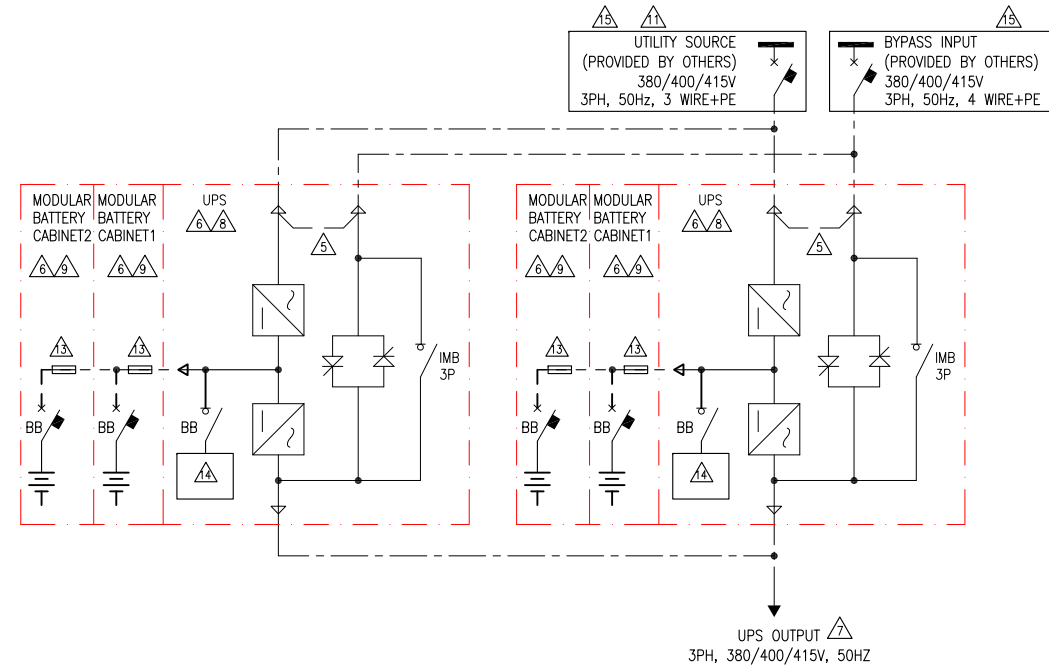 15 11 15
UTILITY SOURCE
(PROVIDED BY OTHERS)
380/400/415V
3PH, 50Hz, 3 WIRE+PE
BYPASS INPUT
(PROVIDED BY OTHERS)
380/400/415V
3PH, 50Hz, 4 WIRE+PE
MODULAR
BATTERY
CABINET2
6 9
MODULAR
BATTERY
CABINET1
6 9
UPS
6 8
5
13
13
BB
BB
BB
14
IMB
3P
MODULAR
BATTERY
CABINET2
6 9
MODULAR
BATTERY
CABINET1
6 9
UPS
6 8
5
13
13
BB
BB
BB
14
IMB
3P
UPS OUTPUT 7
3PH, 380/400/415V, 50HZ